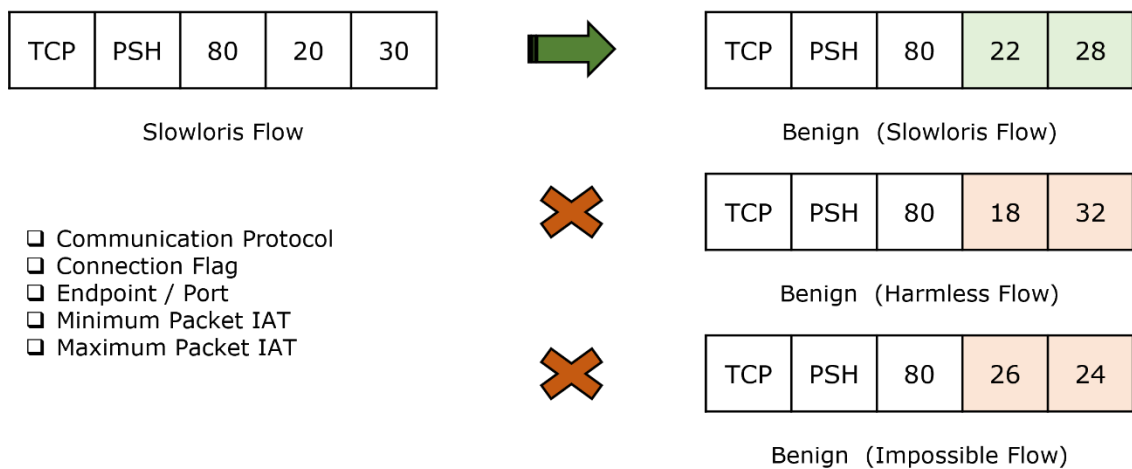 TCP PSH 80 20 30
Slowloris Flow
TCP PSH 80 22 28
Benign (Slowloris Flow)
TCP PSH 80 18 32
Benign (Harmless Flow)
Communication Protocol
Connection Flag
Endpoint / Port
Minimum Packet IAT
Maximum Packet IAT
TCP PSH 80 26 24
Benign (Impossible Flow)